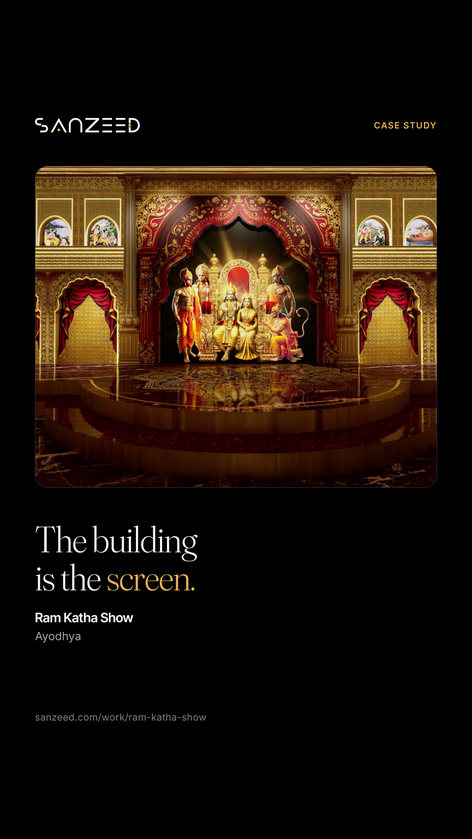 SANZEED
CASE STUDY
The building
is the screen.
Ram Katha Show
Ayodhya
sanzeed.com/work/ram-katha-show